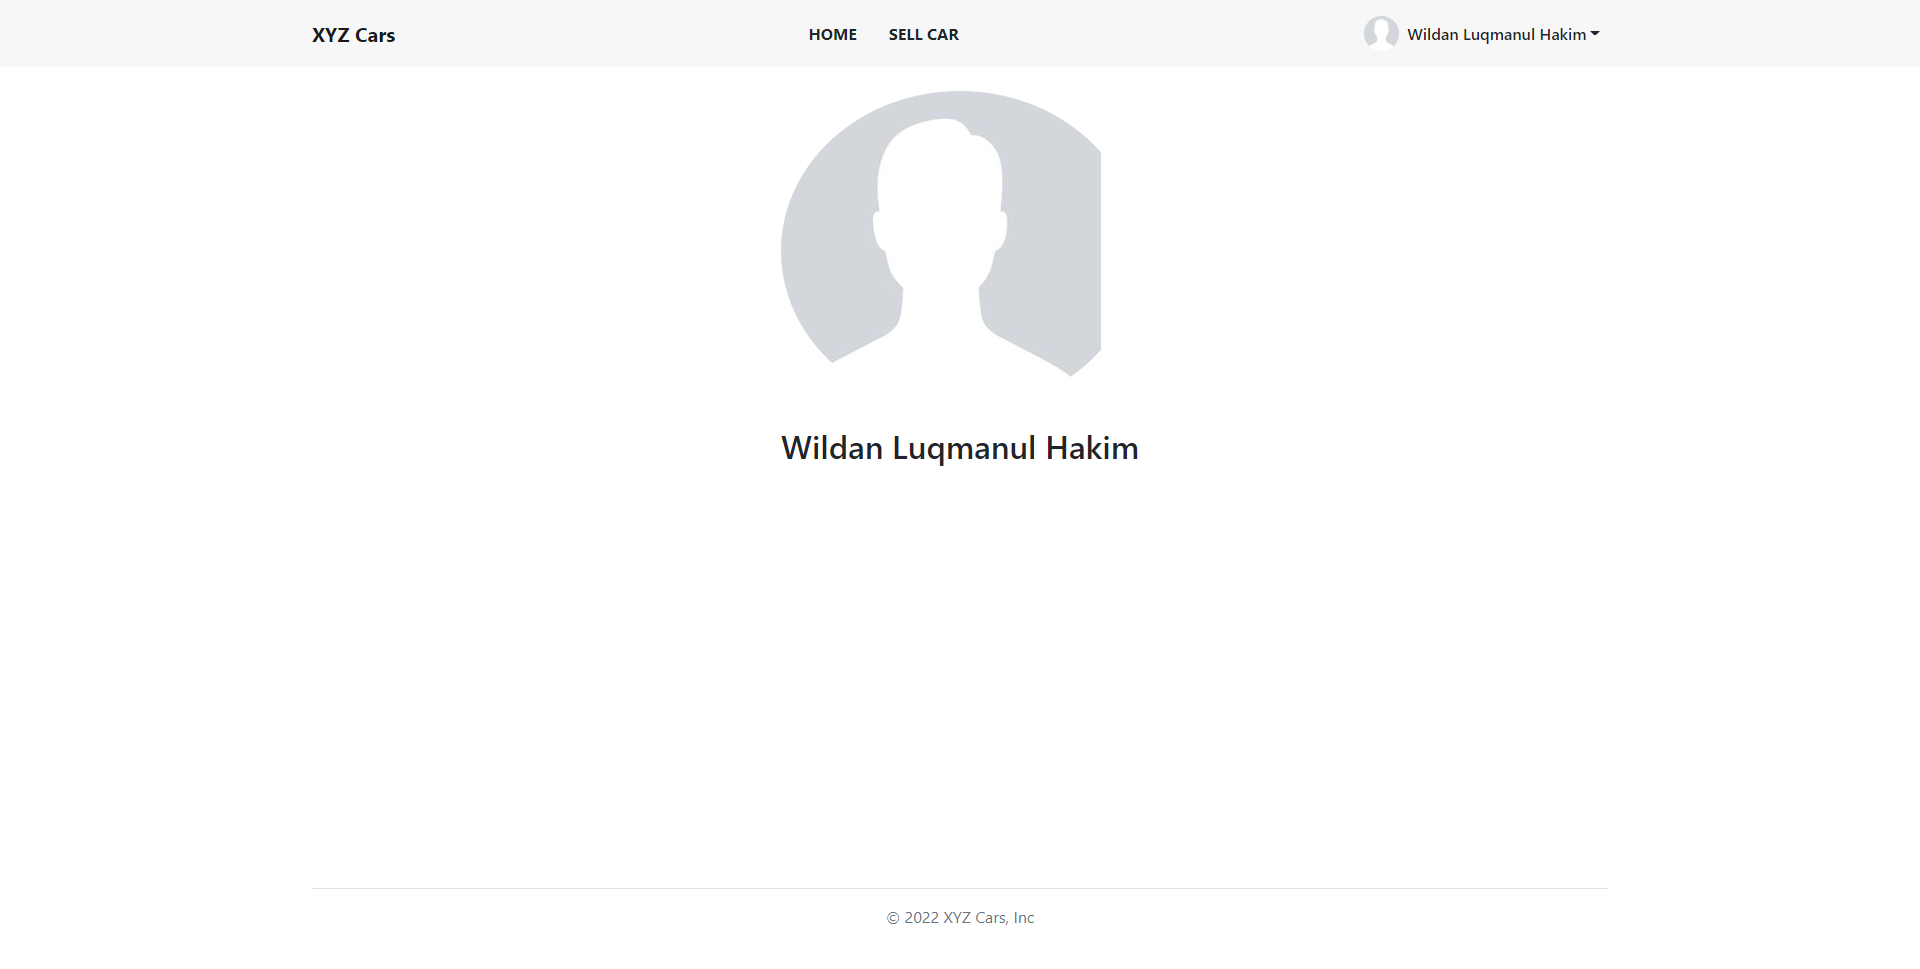 XYZ Cars
HOME
SELL CAR
Wildan Luqmanul Hakim
Wildan Luqmanul Hakim
© 2022 XYZ Cars, Inc